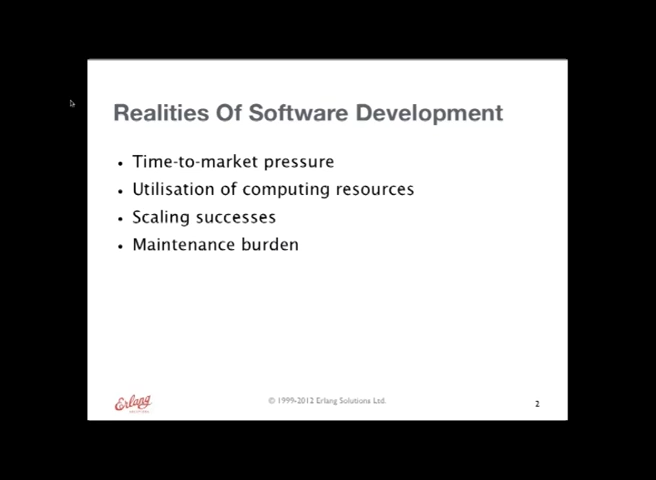 Realities Of Software Development
• Time-to-market pressure
• Utilisation of computing resources
• Scaling successes
• Maintenance burden
Erlang
SOLUTIONS
© 1999-2012 Erlang Solutions Ltd.
2